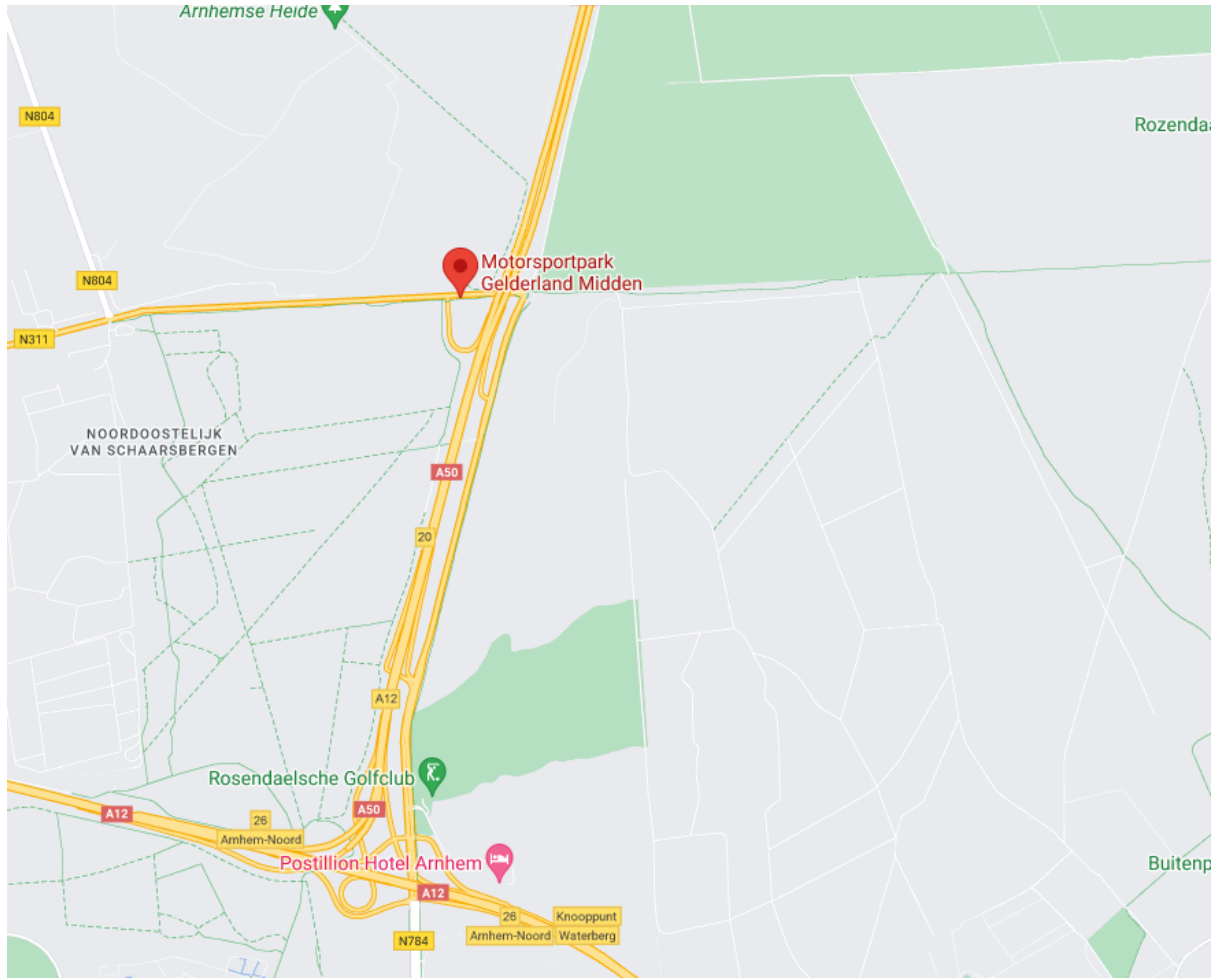 Arnhemse Heide
N804
Rozendaa
Motorsportpark
Gelderland Midden
N804
N311
NOORDOOSTELIJK
VAN SCHAARSBERGEN
A50
20
A12
Rosendaelsche Golfclub
A12
A50
26
Arnhem-Noord
Postillion Hotel Arnhem
Buitenp
A12
26
Knooppunt
Arnhem-Noord
Waterberg
N784